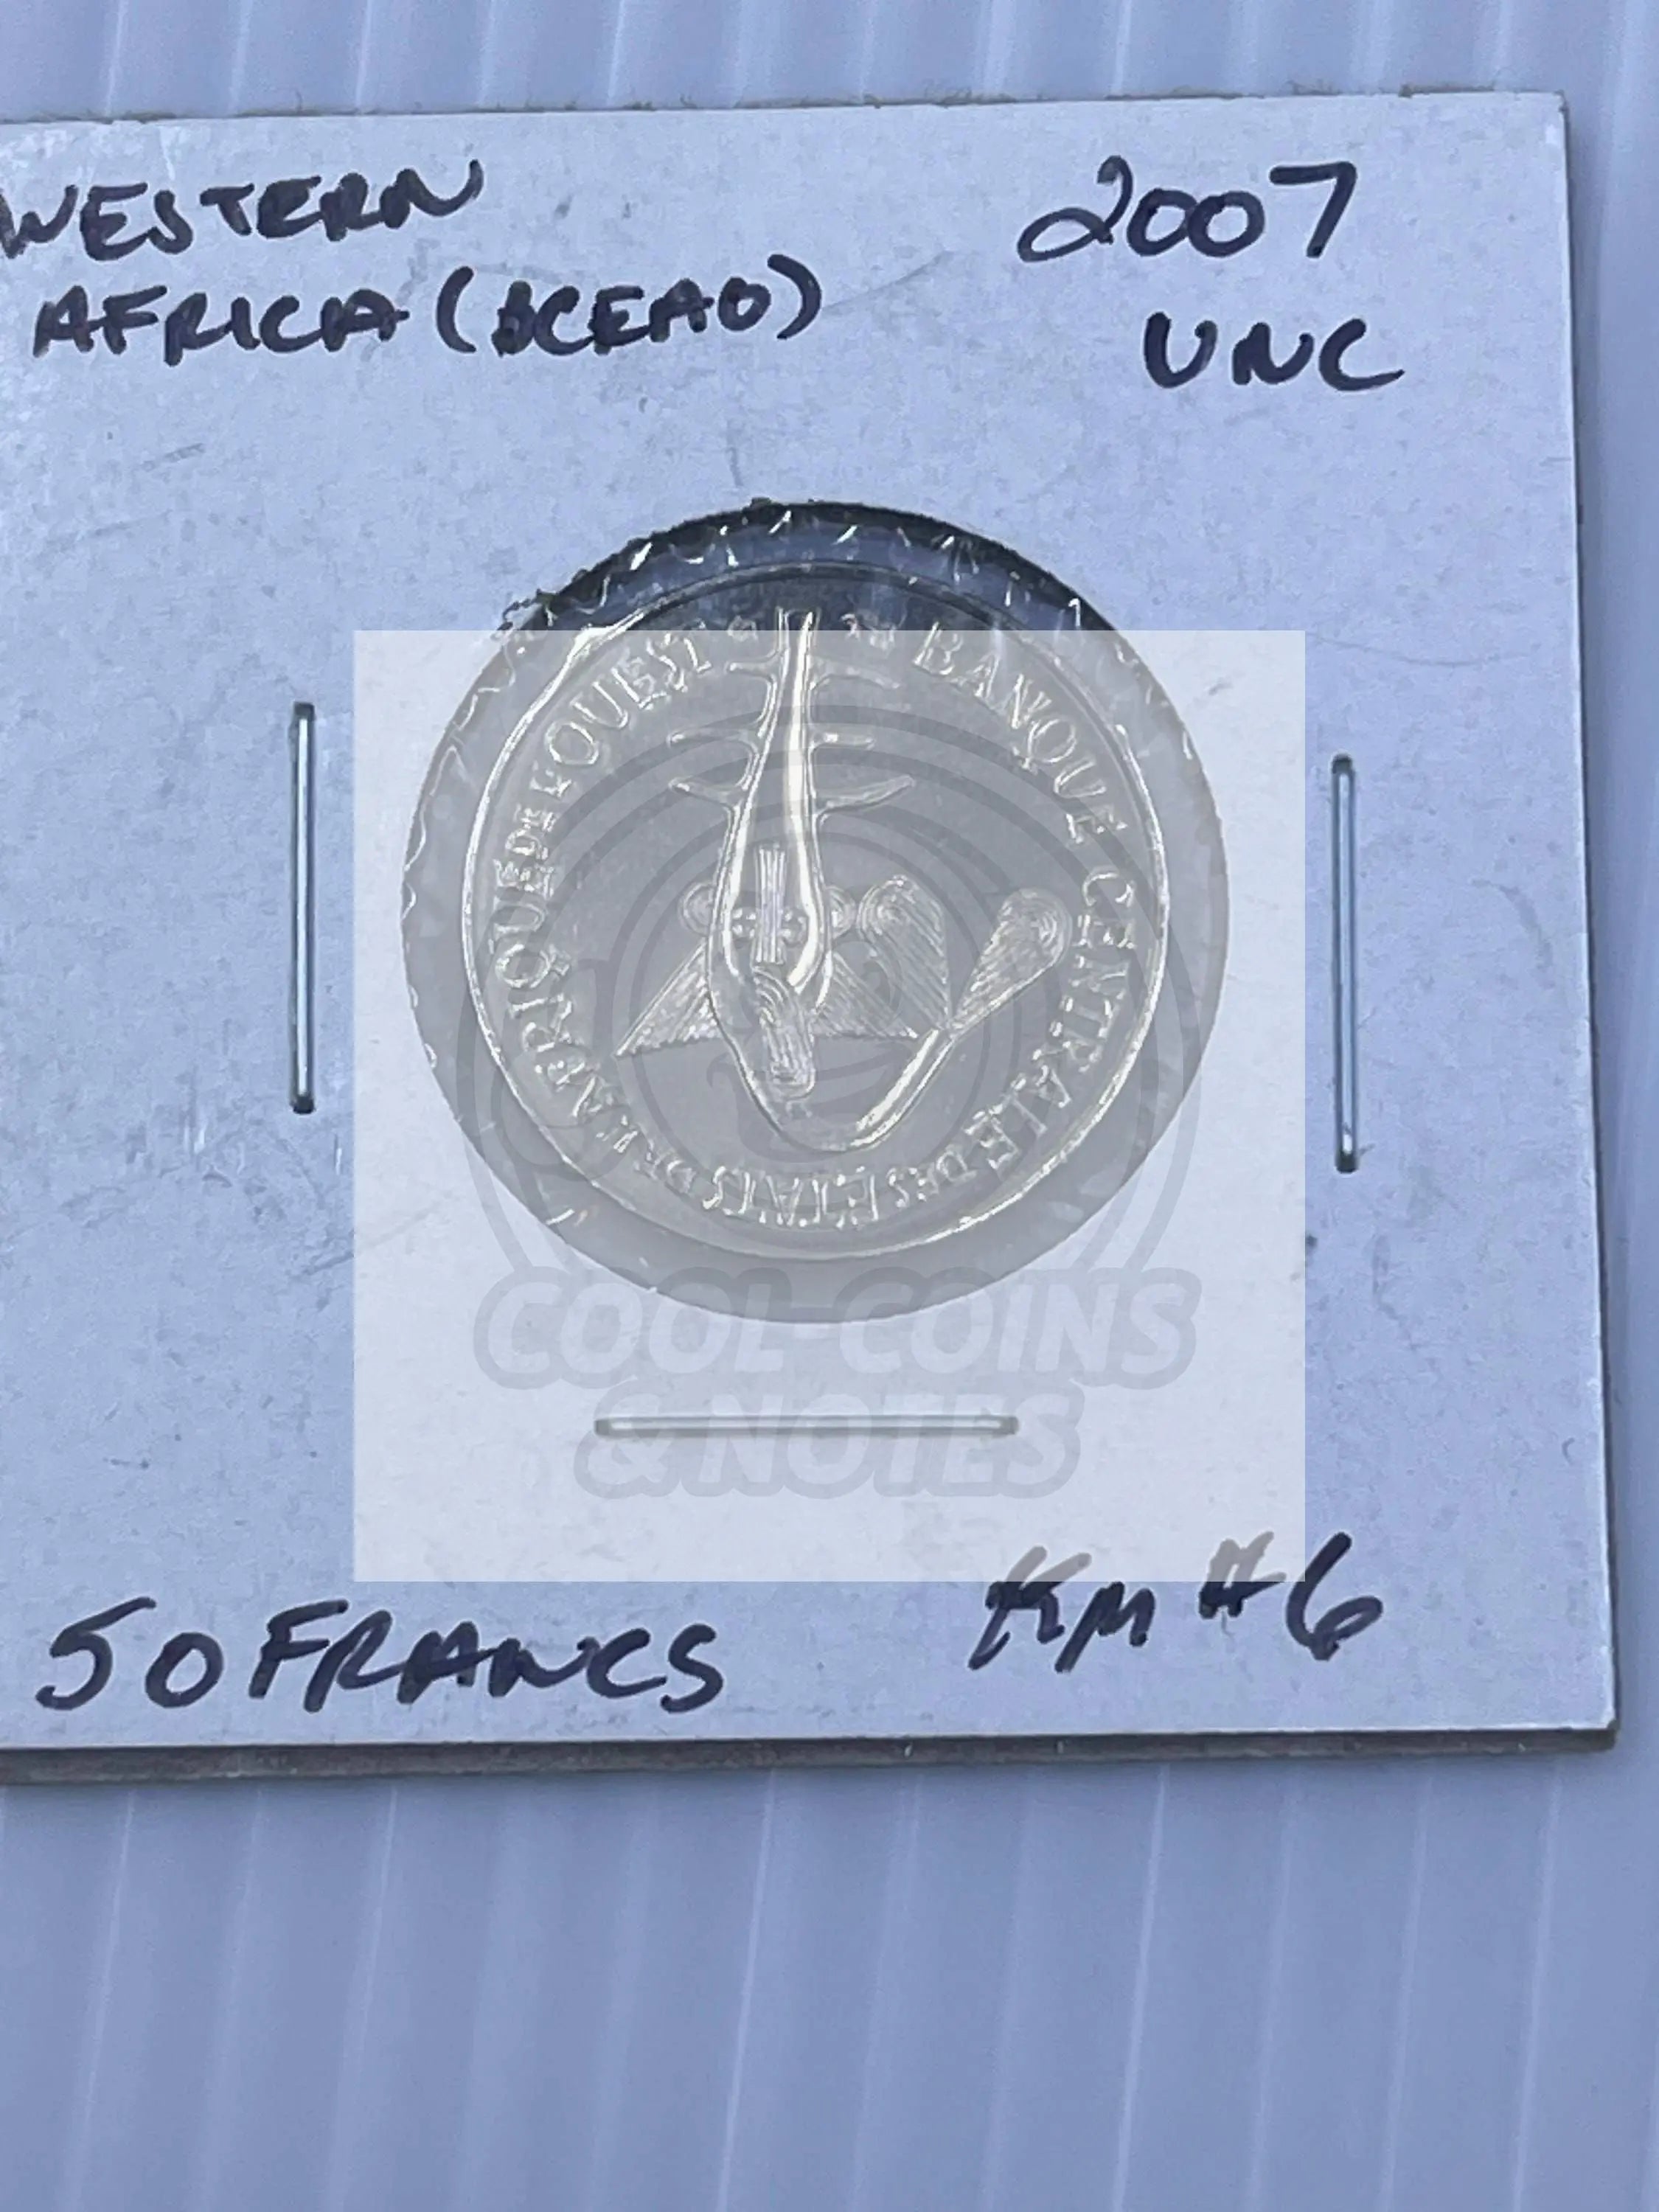 WESTERN
AFRICA (BCEAO)
2007
UNC
BANQUE CENTRALE DES ÉTATS DE L'AFRIQUE DE L'OUEST
COOL COINS
& NOTES
50 FRANCS
KM #6